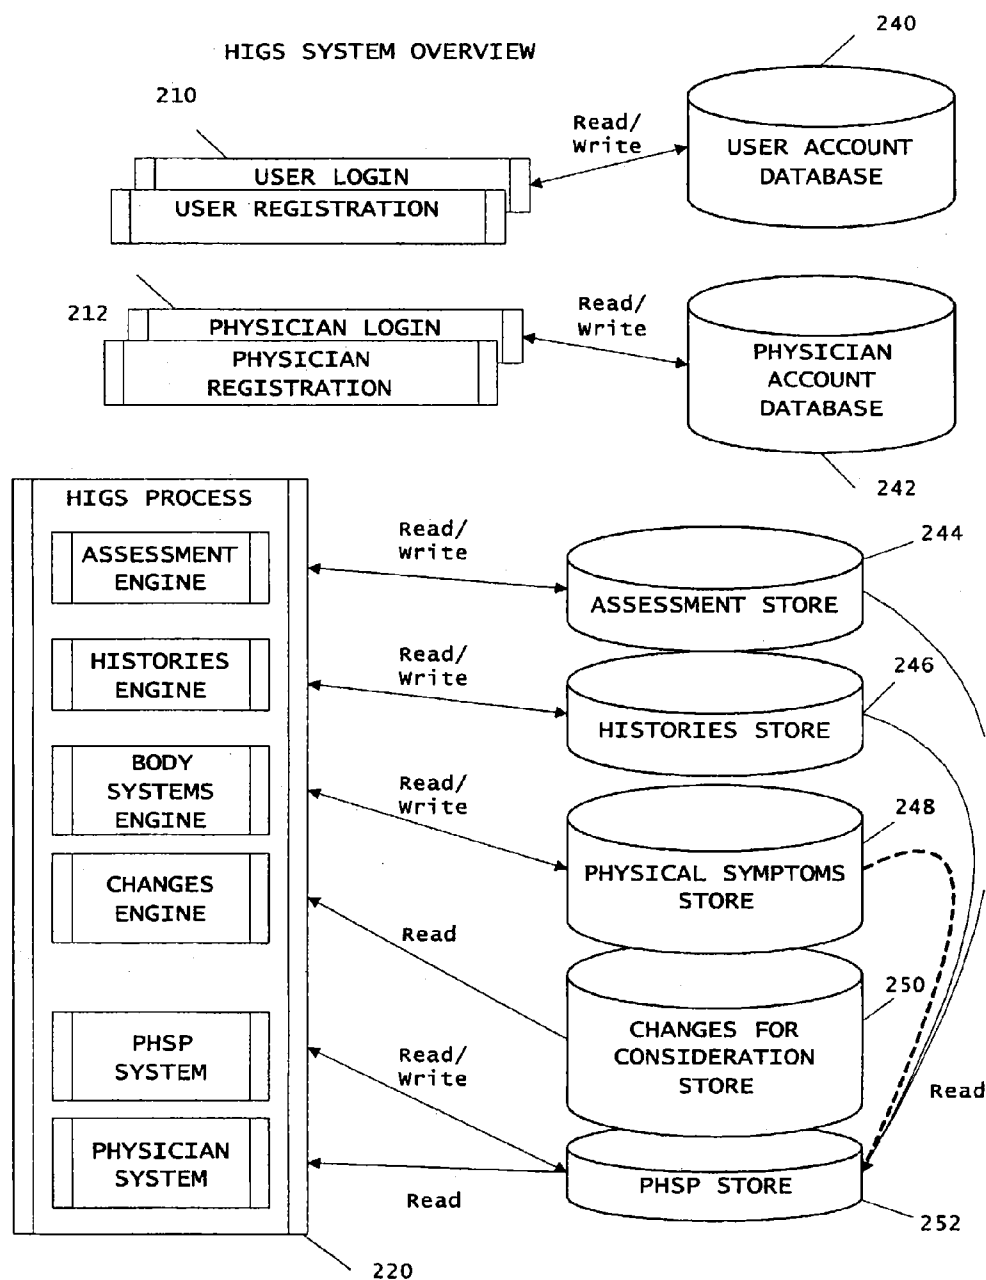 240
HIGS SYSTEM OVERVIEW
210
Read/
Write
USER LOGIN
USER REGISTRATION
USER ACCOUNT
DATABASE
212
PHYSICIAN LOGIN
PHYSICIAN
REGISTRATION
Read/
Write
PHYSICIAN
ACCOUNT
DATABASE
242
HIGS PROCESS
ASSESSMENT
ENGINE
Read/
Write
244
ASSESSMENT STORE
HISTORIES
ENGINE
Read/
Write
246
HISTORIES STORE
BODY
SYSTEMS
ENGINE
Read/
Write
248
PHYSICAL SYMPTOMS
STORE
CHANGES
ENGINE
Read
250
CHANGES FOR
CONSIDERATION
STORE
PHSP
SYSTEM
Read/
Write
Read
PHYSICIAN
SYSTEM
Read
PHSP STORE
252
220